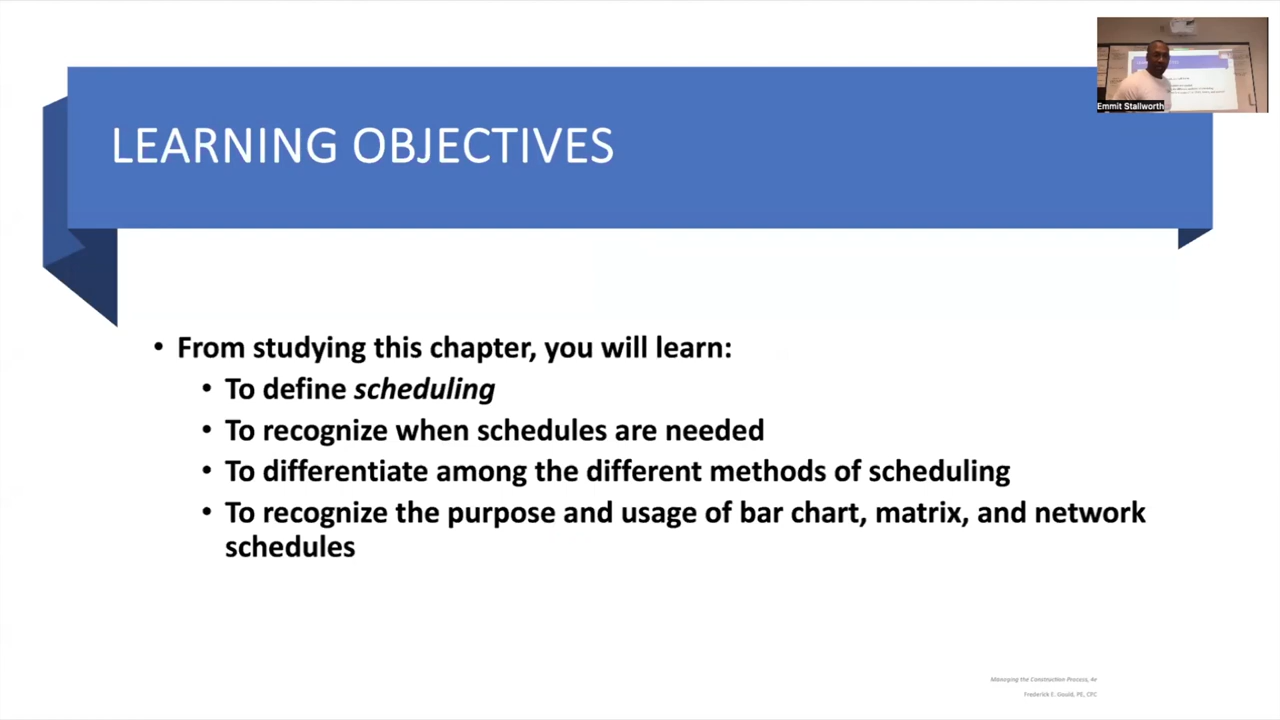 Emmit Stallworth
LEARNING OBJECTIVES
• From studying this chapter, you will learn:
• To define scheduling
• To recognize when schedules are needed
• To differentiate among the different methods of scheduling
• To recognize the purpose and usage of bar chart, matrix, and network
schedules
Managing the Construction Process, 4e
Frederick E. Gould, PE, CPC